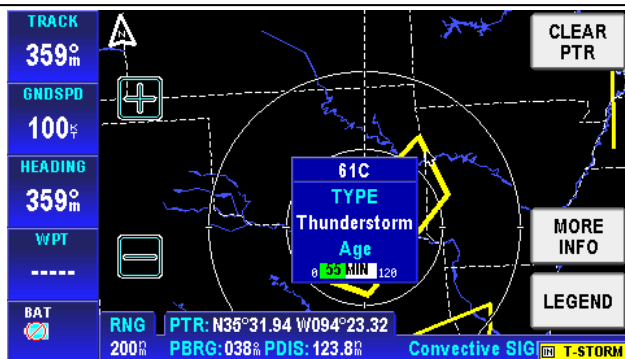 TRACK
359°m
GNDSPD
100KT
HEADING
359°m
WPT
-----
BAT
N
CLEAR
PTR
61C
TYPE
Thunderstorm
Age
0 55 MIN 120
MORE
INFO
LEGEND
RNG
200nm
PTR: N35°31.94 W094°23.32
PBRG: 038°m PDIS: 123.8nm
Convective SIG
IN T-STORM